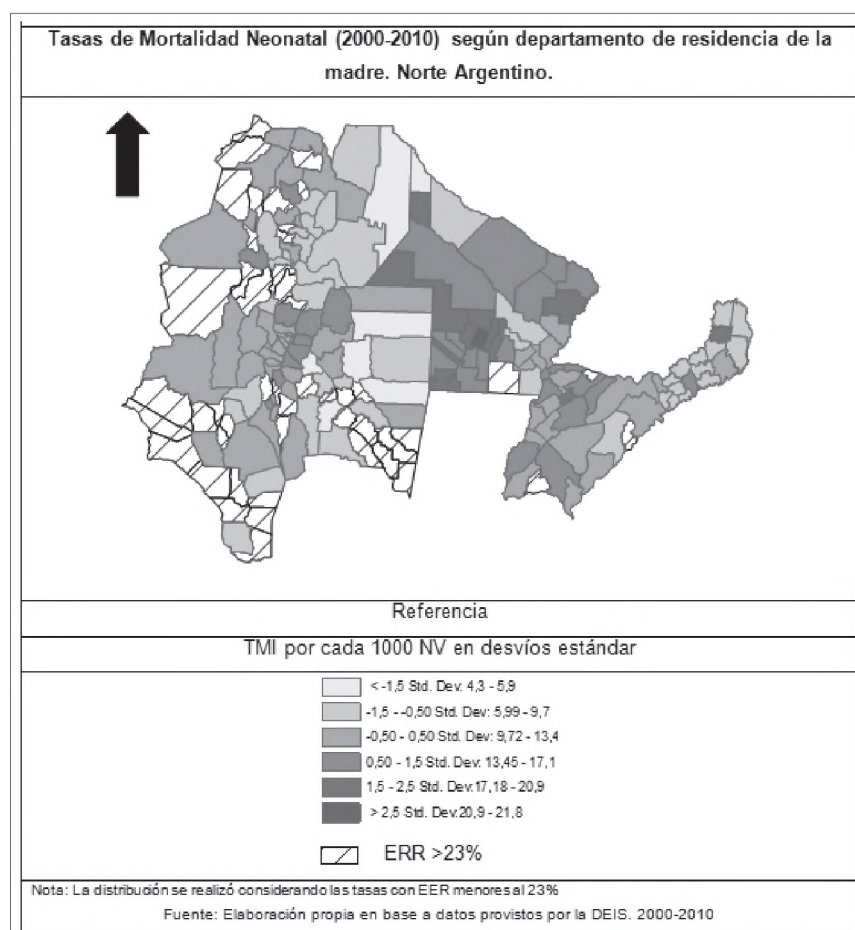 Tasas de Mortalidad Neonatal (2000-2010) según departamento de residencia de la
madre. Norte Argentino.
Referencia
TMI por cada 1000 NV en desvíos estándar
< -1,5 Std. Dev: 4,3 - 5,9
-1,5 - -0,50 Std. Dev: 5,99 - 9,7
-0,50 - 0,50 Std. Dev: 9,72 - 13,4
0,50 - 1,5 Std. Dev: 13,45 - 17,1
1,5 - 2,5 Std. Dev:17,18 - 20,9
> 2,5 Std. Dev:20,9 - 21,8
ERR >23%
Nota: La distribución se realizó considerando las tasas con EER menores al 23%
Fuente: Elaboración propia en base a datos provistos por la DEIS. 2000-2010